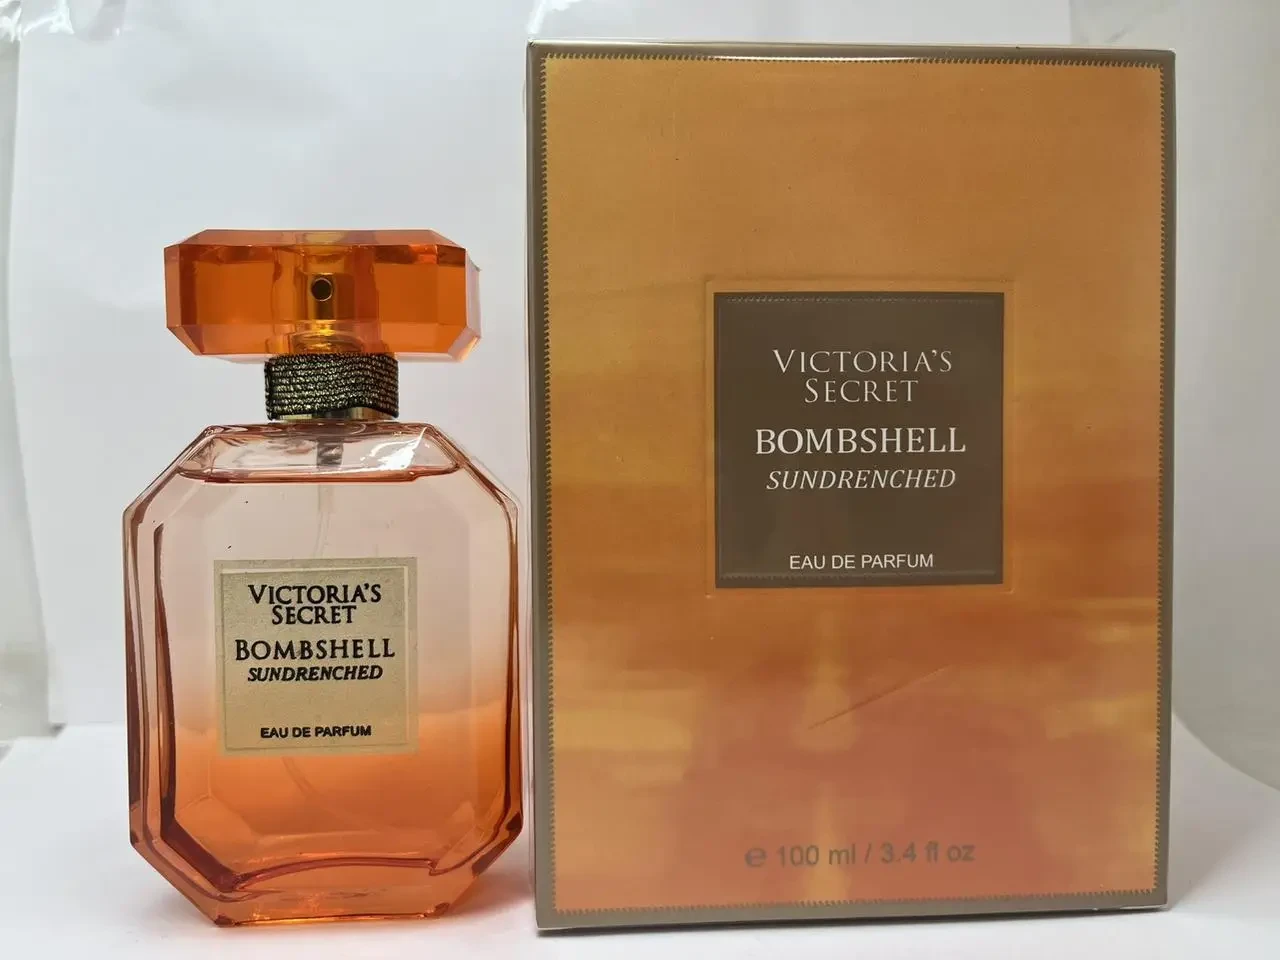 VICTORIA'S
SECRET
BOMBSHELL
SUNDRENCHED
EAU DE PARFUM
VICTORIA'S
SECRET
BOMBSHELL
SUNDRENCHED
EAU DE PARFUM
℮ 100 ml / 3.4 fl oz